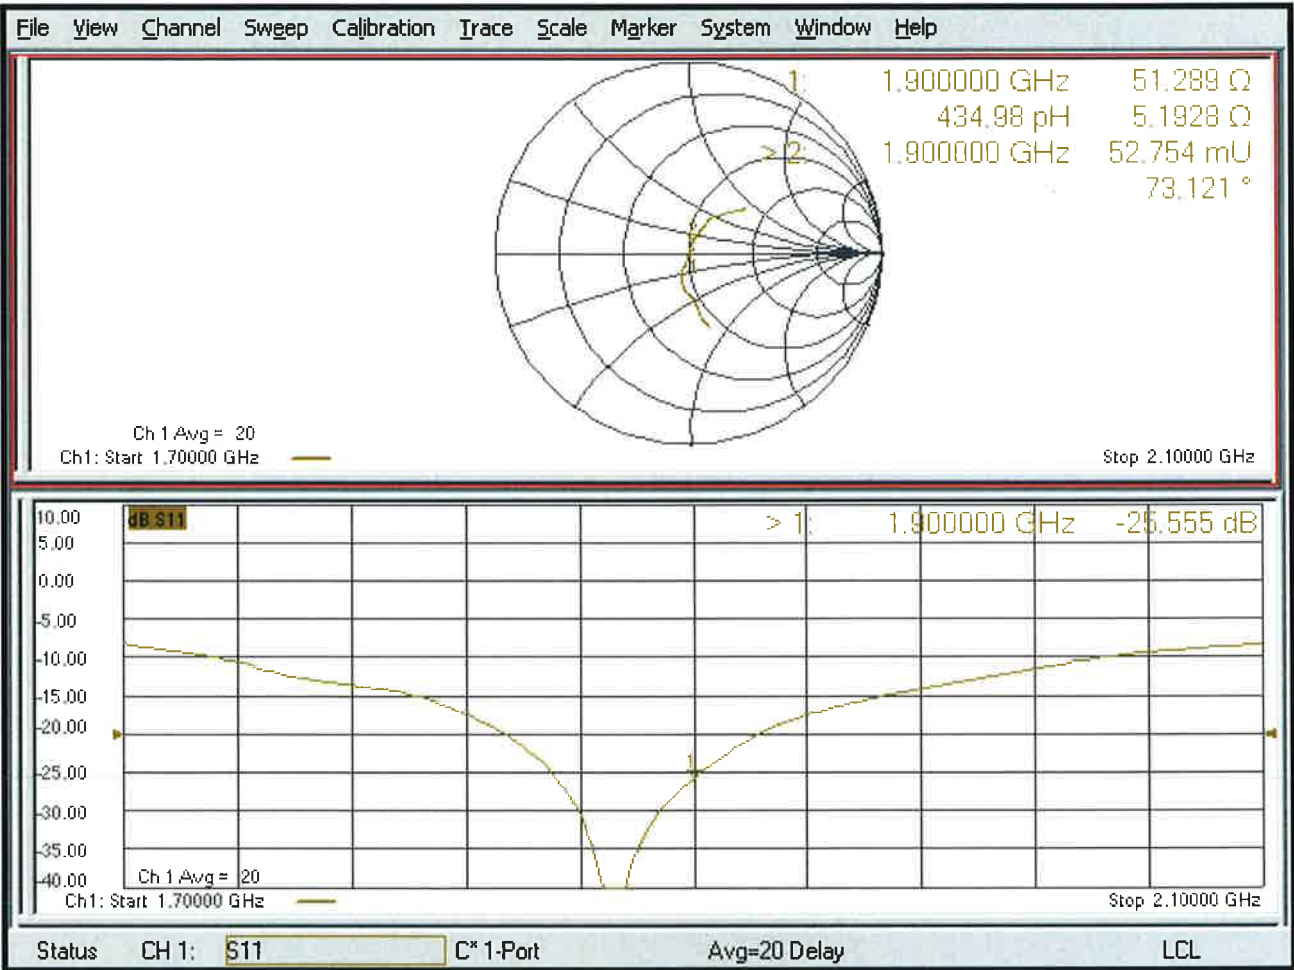 File View Channel Sweep Calibration Trace Scale Marker System Window Help
1: 1.900000 GHz 51.289 Ω
434.98 pH 5.1928 Ω
> 2: 1.900000 GHz 52.754 mU
73.121 °
Ch 1 Avg = 20
Ch1: Start 1.70000 GHz
Stop 2.10000 GHz
10.00
5.00
0.00
-5.00
-10.00
-15.00
-20.00
-25.00
-30.00
-35.00
-40.00
dB S11
> 1: 1.900000 GHz -25.555 dB
1
Ch 1 Avg = 20
Ch1: Start 1.70000 GHz
Stop 2.10000 GHz
Status CH 1: S11 C* 1-Port Avg=20 Delay LCL